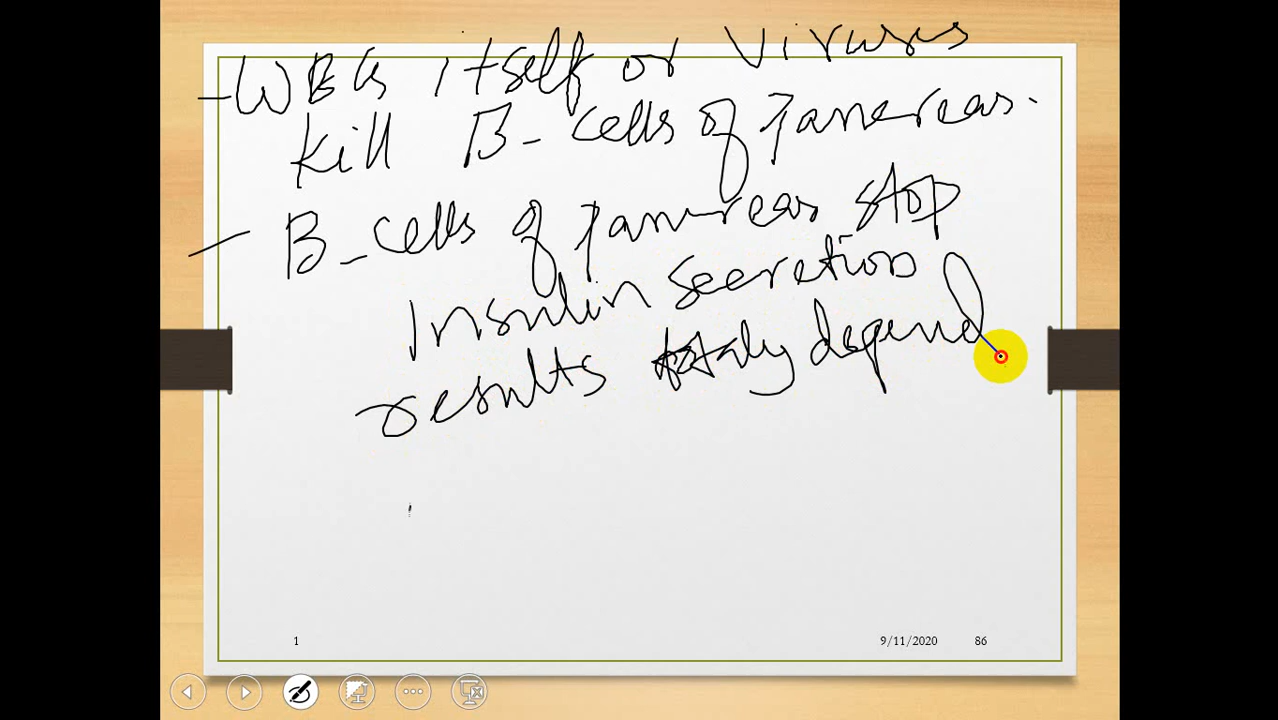 - WBCs itself or Viruses
Kill B-cells of Pancreas.
- B-cells of Pancreas stop
Insulin secretion
results totaly depend
1
9/11/2020
86